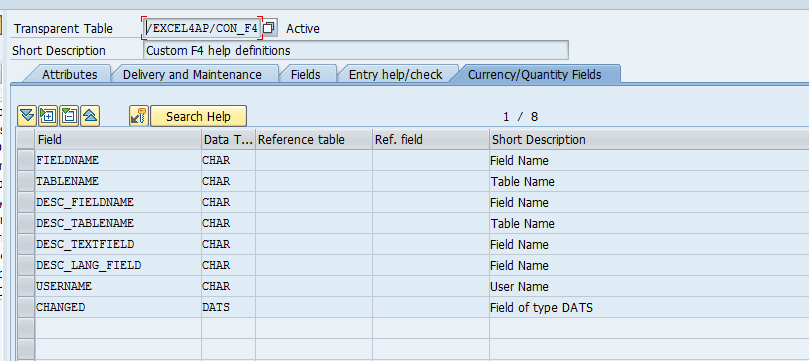 Transparent Table /EXCEL4AP/CON_F4 Active
Short Description Custom F4 help definitions
Attributes Delivery and Maintenance Fields Entry help/check Currency/Quantity Fields
Search Help 1 / 8
Field Data T... Reference table Ref. field Short Description
FIELDNAME CHAR Field Name
TABLENAME CHAR Table Name
DESC_FIELDNAME CHAR Field Name
DESC_TABLENAME CHAR Table Name
DESC_TEXTFIELD CHAR Field Name
DESC_LANG_FIELD CHAR Field Name
USERNAME CHAR User Name
CHANGED DATS Field of type DATS